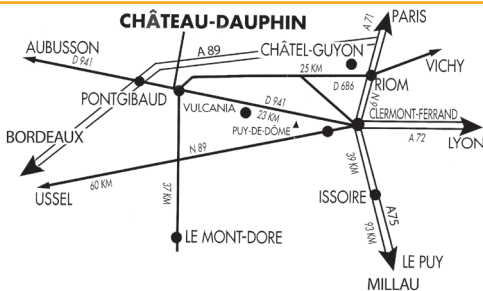 CHÂTEAU-DAUPHIN
PARIS
A 71
AUBUSSON
D 941
A 89
CHÂTEL-GUYON
VICHY
25 KM
D 686
RIOM
N 9
PONTGIBAUD
VULCANIA
D 941
23 KM
CLERMONT-FERRAND
PUY-DE-DÔME
A 72
LYON
BORDEAUX
N 89
60 KM
USSEL
37 KM
39 KM
ISSOIRE
A75
93 KM
LE MONT-DORE
LE PUY
MILLAU